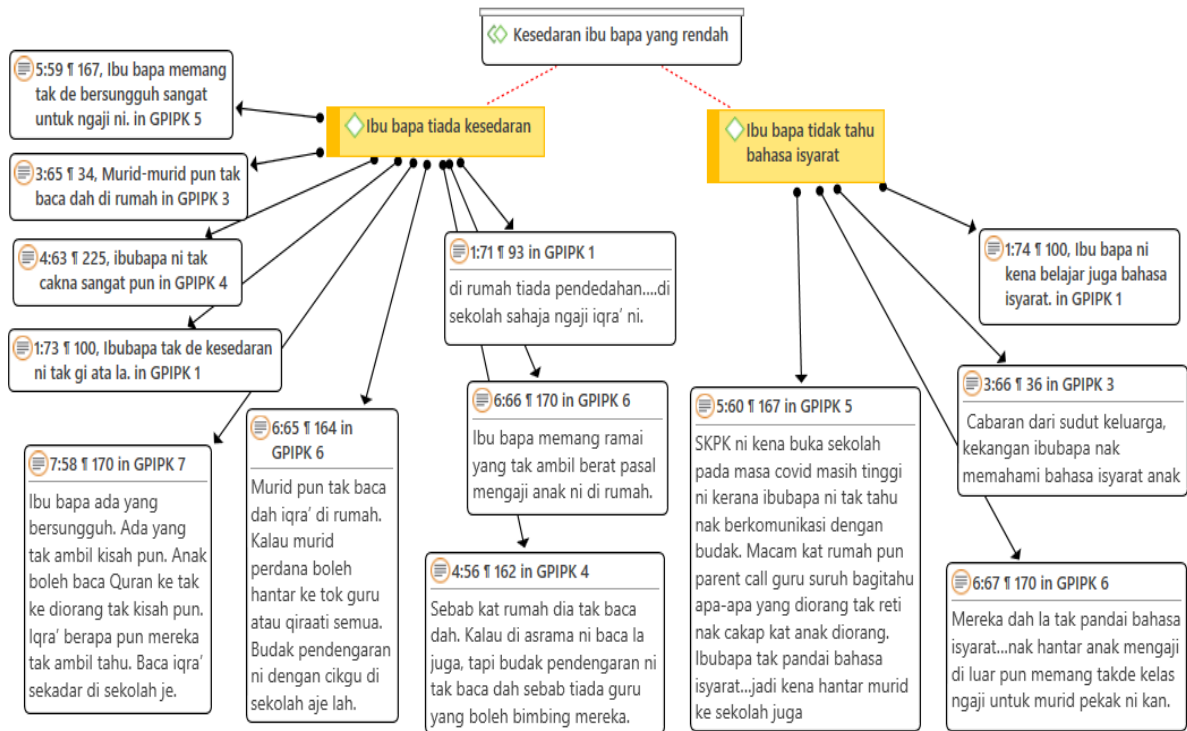 Kesedaran ibu bapa yang rendah
5:59 ¶ 167, Ibu bapa memang
tak de bersungguh sangat
untuk ngaji ni. in GPIPK 5
Ibu bapa tiada kesedaran
Ibu bapa tidak tahu
bahasa isyarat
3:65 ¶ 34, Murid-murid pun tak
baca dah di rumah in GPIPK 3
4:63 ¶ 225, ibubapa ni tak
cakna sangat pun in GPIPK 4
1:73 ¶ 100, Ibubapa tak de kesedaran
ni tak gi ata la. in GPIPK 1
1:71 ¶ 93 in GPIPK 1
di rumah tiada pendedahan....di
sekolah sahaja ngaji iqra’ ni.
1:74 ¶ 100, Ibu bapa ni
kena belajar juga bahasa
isyarat. in GPIPK 1
7:58 ¶ 170 in GPIPK 7
Ibu bapa ada yang
bersungguh. Ada yang
tak ambil kisah pun. Anak
boleh baca Quran ke tak
ke diorang tak kisah pun.
Iqra’ berapa pun mereka
tak ambil tahu. Baca iqra’
sekadar di sekolah je.
6:65 ¶ 164 in
GPIPK 6
Murid pun tak baca
dah iqra’ di rumah.
Kalau murid
perdana boleh
hantar ke tok guru
atau qiraati semua.
Budak pendengaran
ni dengan cikgu di
sekolah aje lah.
6:66 ¶ 170 in GPIPK 6
Ibu bapa memang ramai
yang tak ambil berat pasal
mengaji anak ni di rumah.
4:56 ¶ 162 in GPIPK 4
Sebab kat rumah dia tak baca
dah. Kalau di asrama ni baca la
juga, tapi budak pendengaran ni
tak baca dah sebab tiada guru
yang boleh bimbing mereka.
5:60 ¶ 167 in GPIPK 5
SKPK ni kena buka sekolah
pada masa covid masih tinggi
ni kerana ibubapa ni tak tahu
nak berkomunikasi dengan
budak. Macam kat rumah pun
parent call guru suruh bagitahu
apa-apa yang diorang tak reti
nak cakap kat anak diorang.
Ibubapa tak pandai bahasa
isyarat...jadi kena hantar murid
ke sekolah juga
3:66 ¶ 36 in GPIPK 3
Cabaran dari sudut keluarga,
kekangan ibubapa nak
memahami bahasa isyarat anak
6:67 ¶ 170 in GPIPK 6
Mereka dah la tak pandai bahasa
isyarat...nak hantar anak mengaji
di luar pun memang takde kelas
ngaji untuk murid pekak ni kan.